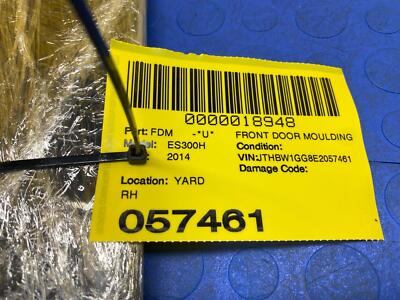 0000018948
Part: FDM -*U* FRONT DOOR MOULDING
Model: ES300H Condition:
2014 VIN:JTHBW1GG8E2057461
Damage Code:
Location: YARD
RH
057461